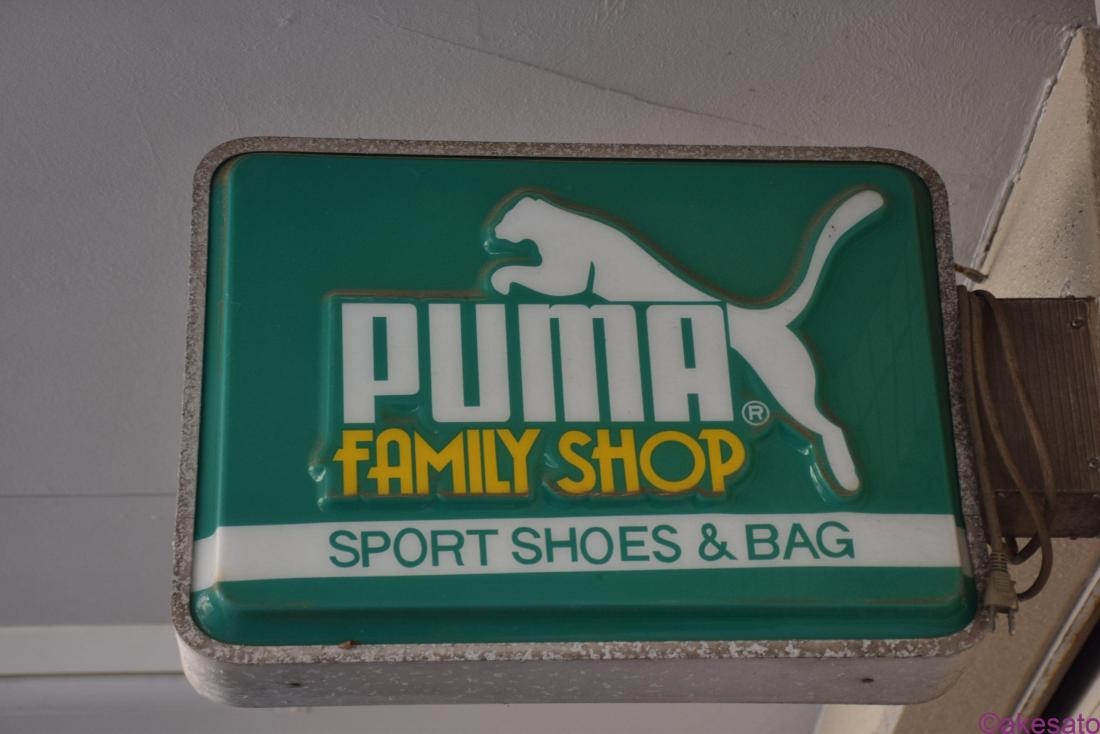 PUMA®
FAMILY SHOP
SPORT SHOES & BAG
©akesato